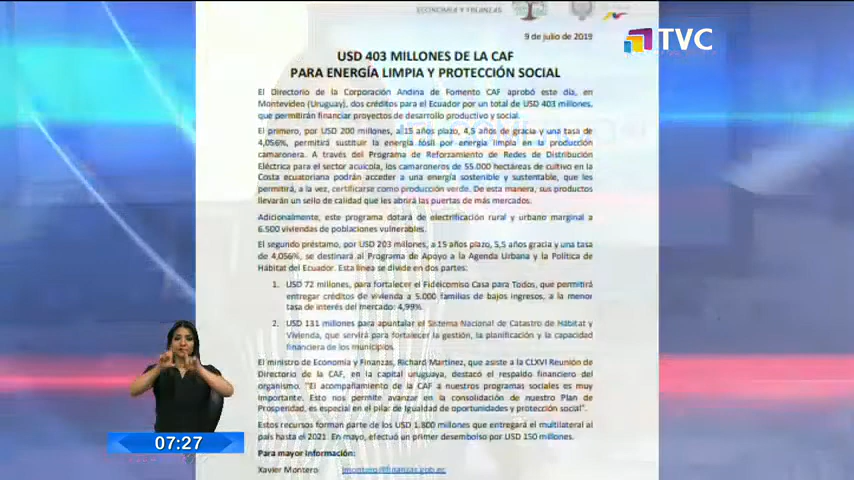 ECONOMÍA Y FINANZAS
9 de julio de 2019
TVC
USD 403 MILLONES DE LA CAF
PARA ENERGÍA LIMPIA Y PROTECCIÓN SOCIAL
El Directorio de la Corporación Andina de Fomento CAF aprobó este día, en
Montevideo (Uruguay), dos créditos para el Ecuador por un total de USD 403 millones,
que permitirán financiar proyectos de desarrollo productivo y social.
El primero, por USD 200 millones, a 15 años plazo, 4,5 años de gracia y una tasa de
4,056%, permitirá sustituir la energía fósil por energía limpia en la producción
camaronera. A través del Programa de Reforzamiento de Redes de Distribución
Eléctrica para el sector acuícola, los camaroneros de 55.000 hectáreas de cultivo en la
Costa ecuatoriana podrán acceder a una energía sostenible y sustentable, que les
permitirá, a la vez, certificarse como producción verde. De esta manera, sus productos
llevarán un sello de calidad que les abrirá las puertas de más mercados.
Adicionalmente, este programa dotará de electrificación rural y urbano marginal a
6.500 viviendas de poblaciones vulnerables.
El segundo préstamo, por USD 203 millones, a 15 años plazo, 5,5 años gracia y una tasa
de 4,056%, se destinará al Programa de Apoyo a la Agenda Urbana y la Política de
Hábitat del Ecuador. Esta línea se divide en dos partes:
1. USD 72 millones, para fortalecer el Fideicomiso Casa para Todos, que permitirá
entregar créditos de vivienda a 5.000 familias de bajos ingresos, a la menor
tasa de interés del mercado: 4,99%.
2. USD 131 millones para apuntalar el Sistema Nacional de Catastro de Hábitat y
Vivienda, que servirá para fortalecer la gestión, la planificación y la capacidad
financiera de los municipios.
El ministro de Economía y Finanzas, Richard Martínez, que asiste a la CLXVI Reunión de
Directorio de la CAF, en la capital uruguaya, destacó el respaldo financiero del
organismo. "El acompañamiento de la CAF a nuestros programas sociales es muy
importante. Esto nos permite avanzar en la consolidación de nuestro Plan de
Prosperidad, es especial en el pilar de Igualdad de oportunidades y protección social".
Estos recursos forman parte de los USD 1.800 millones que entregará el multilateral al
país hasta el 2021. En mayo, efectuó un primer desembolso por USD 150 millones.
Para mayor información:
Xavier Montero jmontero@finanzas.gob.ec
07:27